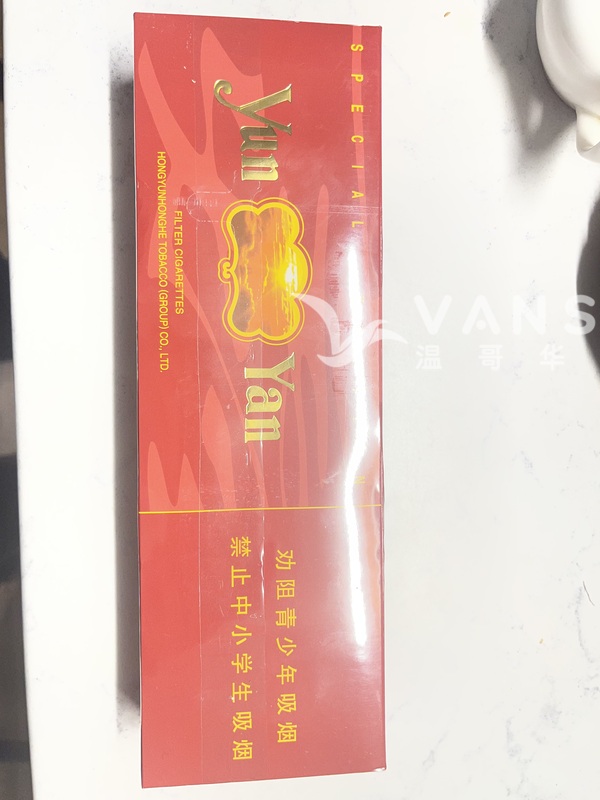 SPECIAL
Yun Yan
FILTER CIGARETTES
HONGYUNHONGHE TOBACCO (GROUP) CO., LTD.
劝阻青少年吸烟
禁止中小学生吸烟
VANS
温哥华